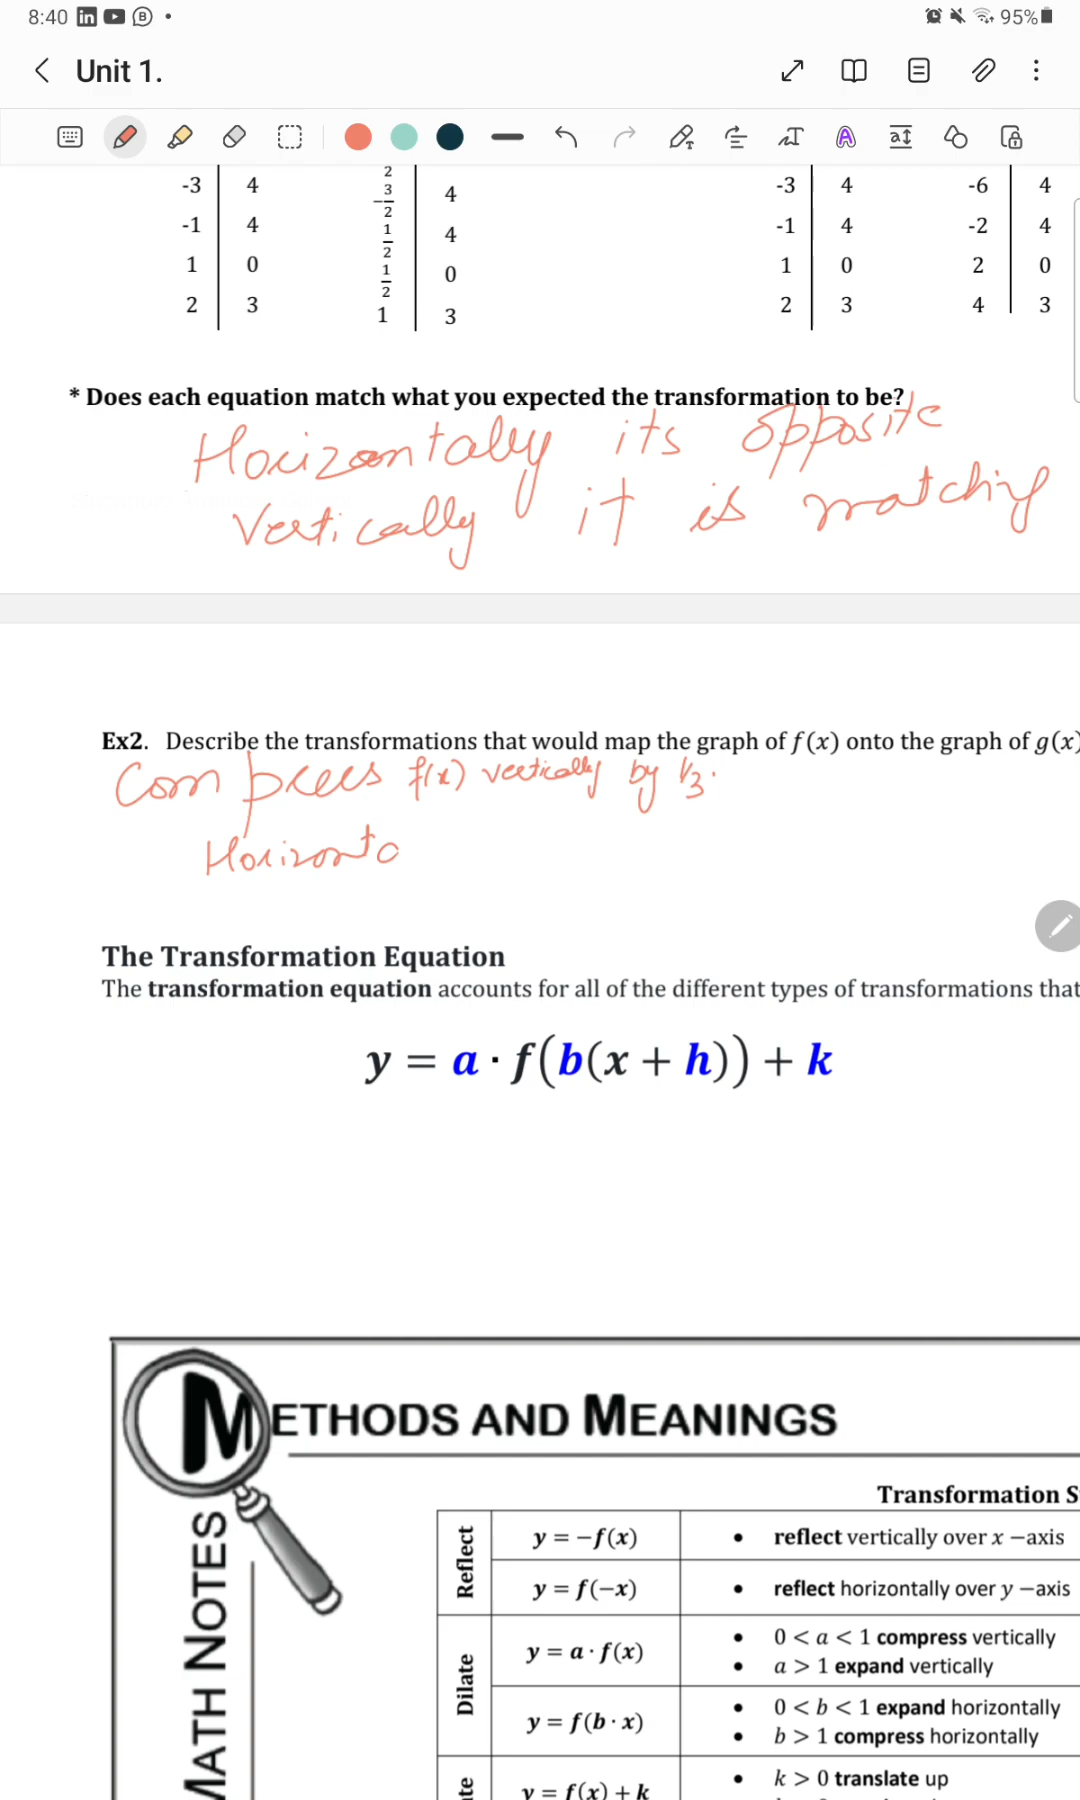 8:40
95%
Unit 1.
-3 4 4 -3 4 -6 4
-1 4 4 -1 4 -2 4
1 0 0 1 0 2 0
2 3 1 3 2 3 4 3
* Does each equation match what you expected the transformation to be?
its opposite
Vertically it is matching
Ex2. Describe the transformations that would map the graph of f(x) onto the graph of g(x)
f(x) vertically by 1/3.
Horizonta
The Transformation Equation
The transformation equation accounts for all of the different types of transformations that
y = a · f(b(x + h)) + k
METHODS AND MEANINGS
MATH NOTES
Transformation S
Reflect
y = −f(x)
• reflect vertically over x −axis
y = f(−x)
• reflect horizontally over y −axis
Dilate
y = a · f(x)
• 0 < a < 1 compress vertically
• a > 1 expand vertically
y = f(b · x)
• 0 < b < 1 expand horizontally
• b > 1 compress horizontally
te
y = f(x) + k
• k > 0 translate up